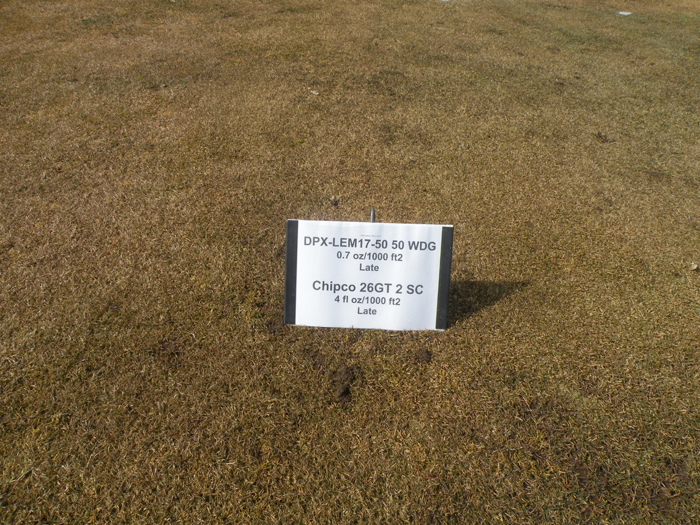 DPX-LEM17-50 50 WDG
0.7 oz/1000 ft2
Late
Chipco 26GT 2 SC
4 fl oz/1000 ft2
Late